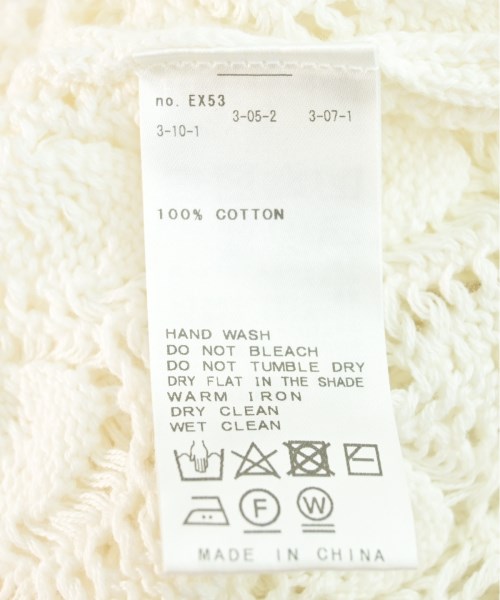 no. EX53
3-10-1 3-05-2 3-07-1
100% COTTON
HAND WASH
DO NOT BLEACH
DO NOT TUMBLE DRY
DRY FLAT IN THE SHADE
WARM IRON
DRY CLEAN
WET CLEAN
F W
MADE IN CHINA